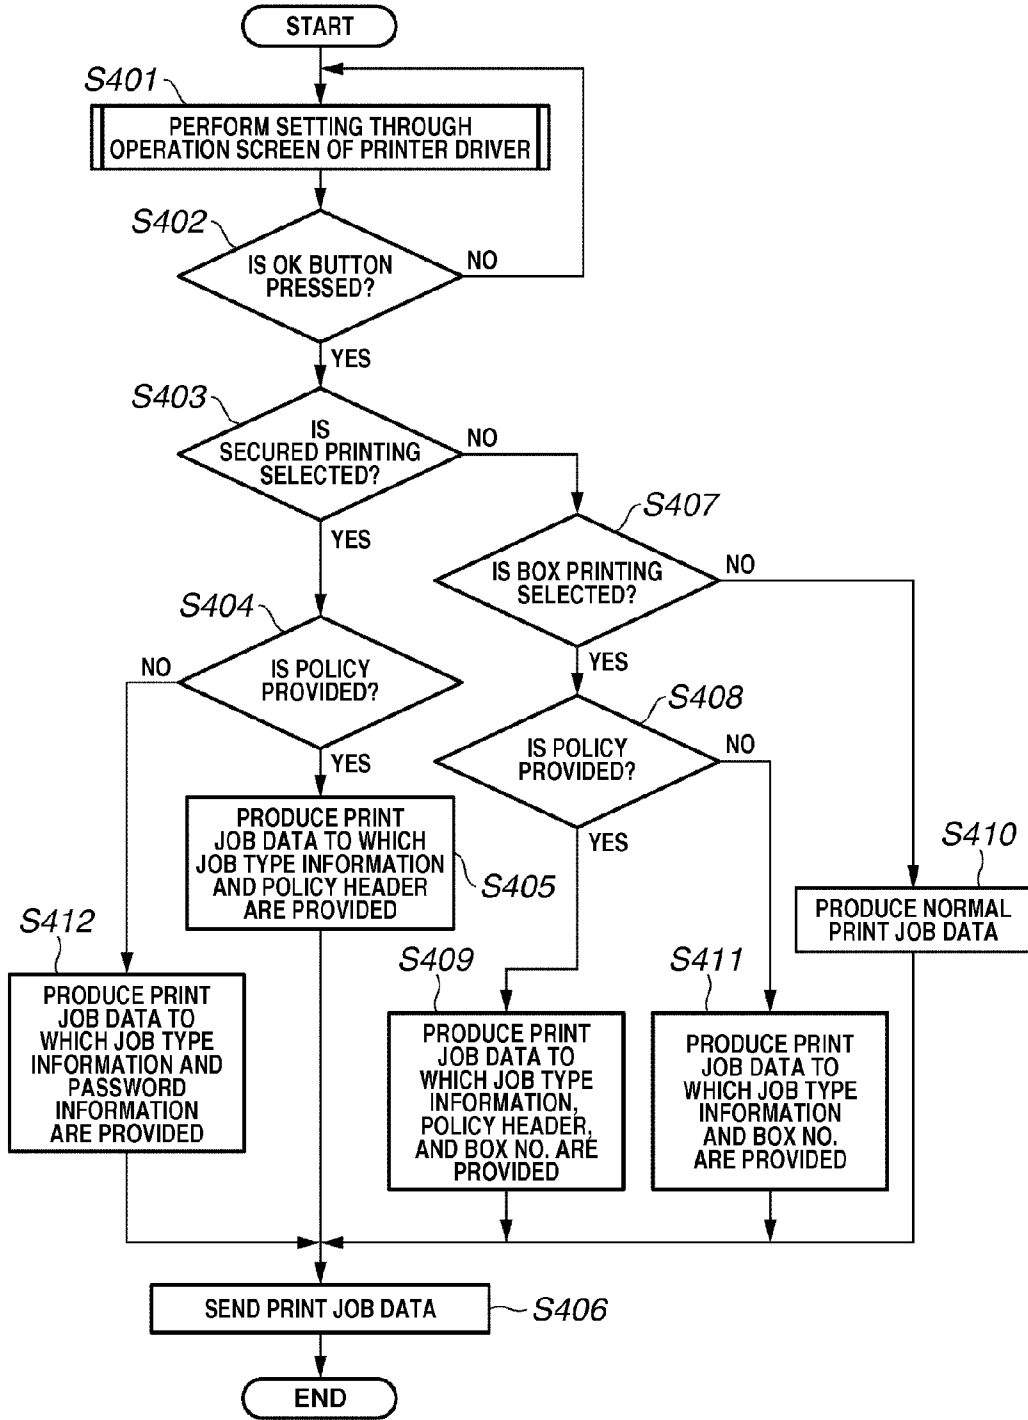 START
S401
PERFORM SETTING THROUGH
OPERATION SCREEN OF PRINTER DRIVER
S402
IS OK BUTTON
PRESSED?
NO
YES
S403
IS
SECURED PRINTING
SELECTED?
NO
YES
S407
IS BOX PRINTING
SELECTED?
NO
YES
S404
IS POLICY
PROVIDED?
NO
YES
S408
IS POLICY
PROVIDED?
NO
YES
PRODUCE PRINT
JOB DATA TO WHICH
JOB TYPE INFORMATION
AND POLICY HEADER
ARE PROVIDED
S405
S410
PRODUCE NORMAL
PRINT JOB DATA
S412
PRODUCE PRINT
JOB DATA TO
WHICH JOB TYPE
INFORMATION AND
PASSWORD
INFORMATION
ARE PROVIDED
S409
PRODUCE PRINT
JOB DATA TO
WHICH JOB TYPE
INFORMATION,
POLICY HEADER,
AND BOX NO. ARE
PROVIDED
S411
PRODUCE PRINT
JOB DATA TO
WHICH JOB TYPE
INFORMATION
AND BOX NO.
ARE PROVIDED
SEND PRINT JOB DATA
S406
END